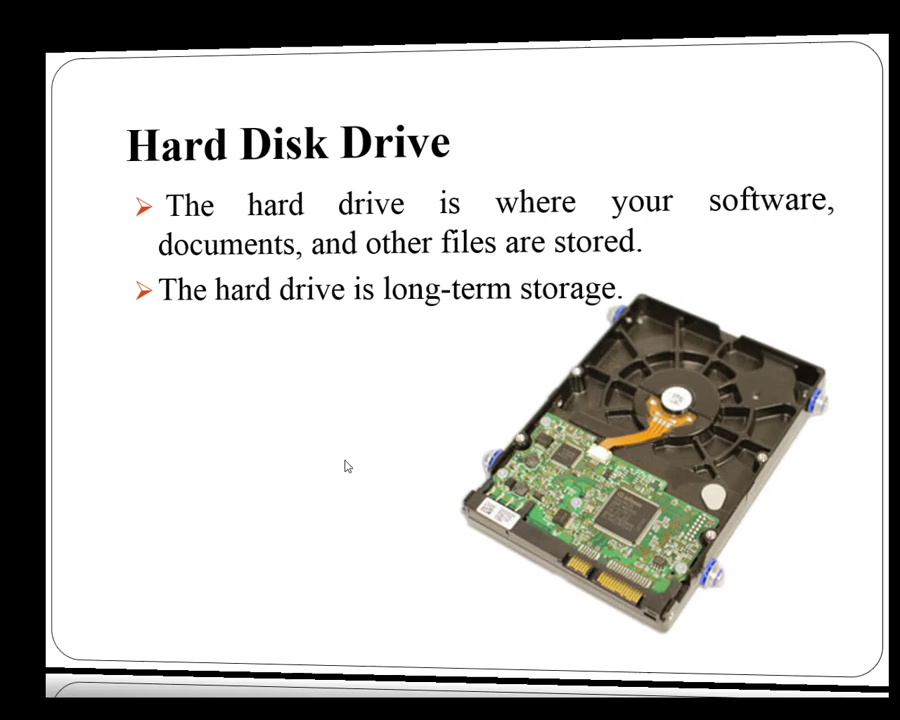 Hard Disk Drive
The hard drive is where your software,
documents, and other files are stored.
The hard drive is long-term storage.